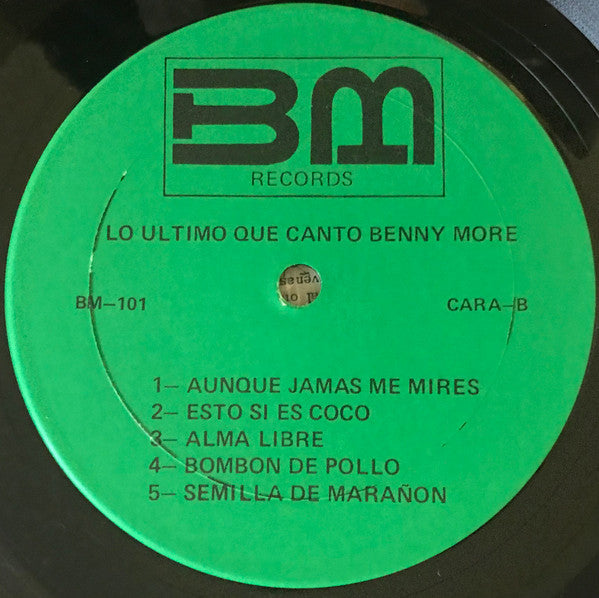 BM
RECORDS
LO ULTIMO QUE CANTO BENNY MORE
BM-101
CARA-B
1- AUNQUE JAMAS ME MIRES
2- ESTO SI ES COCO
3- ALMA LIBRE
4- BOMBON DE POLLO
5- SEMILLA DE MARAÑON